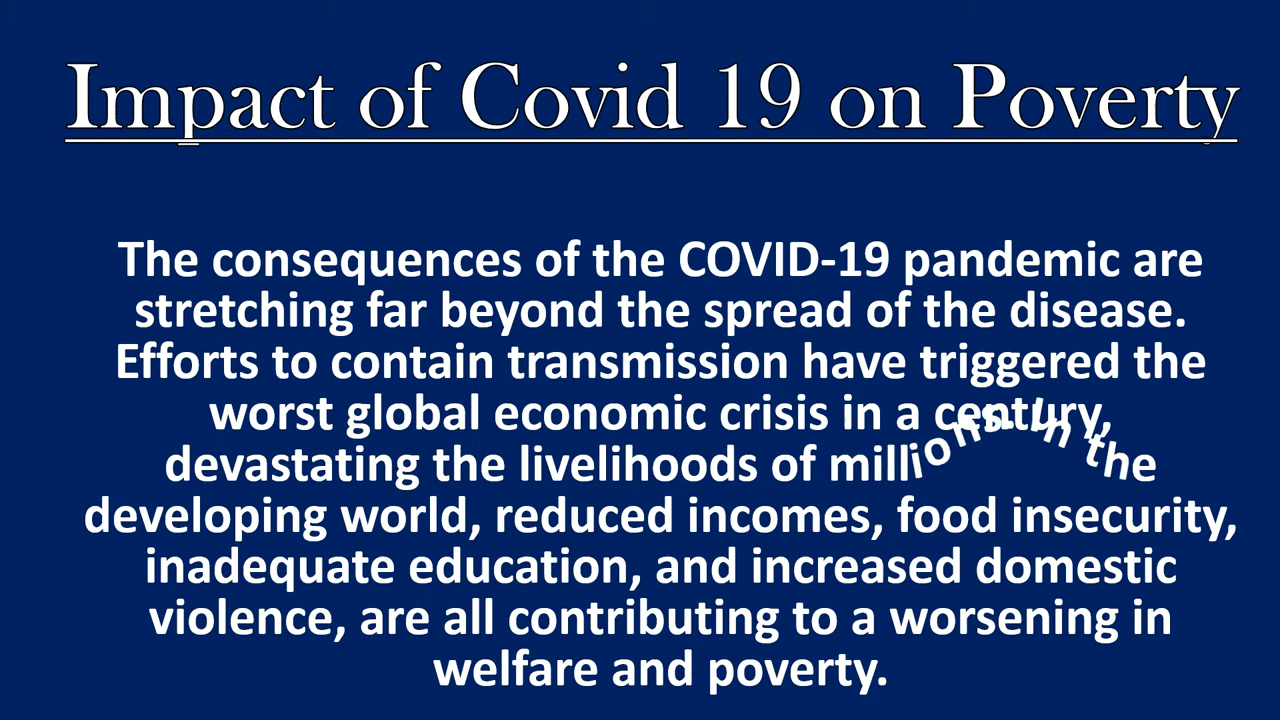 Impact of Covid 19 on Poverty
The consequences of the COVID-19 pandemic are
stretching far beyond the spread of the disease.
Efforts to contain transmission have triggered the
worst global economic crisis in a century,
devastating the livelihoods of millions. In the
developing world, reduced incomes, food insecurity,
inadequate education, and increased domestic
violence, are all contributing to a worsening in
welfare and poverty.